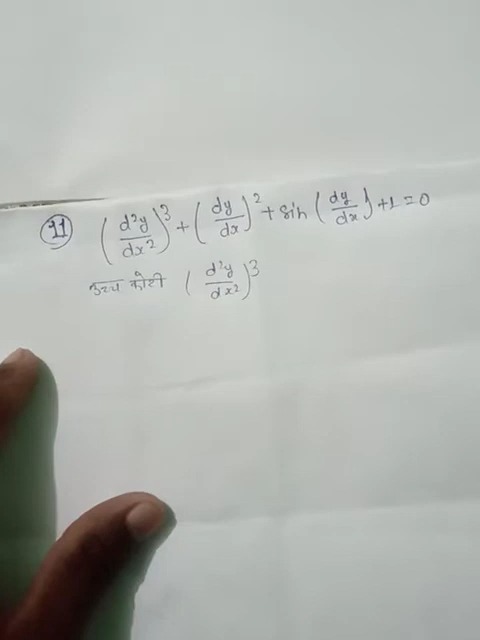 11 (d²y/dx²)³ + (dy/dx)² + sin (dy/dx) + 1 = 0
उच्च कोटी (d²y/dx²)³